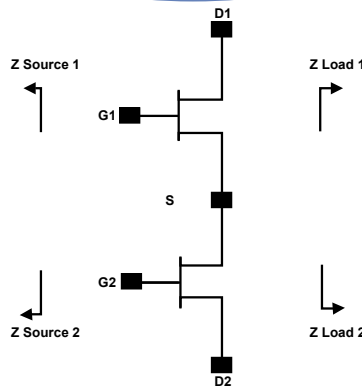 D1
Z Source 1
Z Load 1
G1
S
G2
Z Source 2
Z Load 2
D2